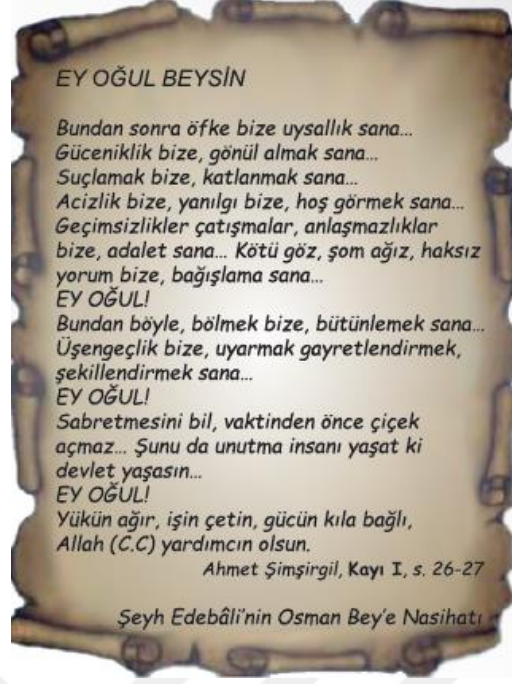 EY OĞUL BEYSİN
Bundan sonra öfke bize uysallık sana...
Güceniklik bize, gönül almak sana...
Suçlamak bize, katlanmak sana...
Acizlik bize, yanılgı bize, hoş görmek sana...
Geçimsizlikler çatışmalar, anlaşmazlıklar
bize, adalet sana... Kötü göz, şom ağız, haksız
yorum bize, bağışlama sana...
EY OĞUL!
Bundan böyle, bölmek bize, bütünlemek sana...
Üşengeçlik bize, uyarmak gayretlendirmek,
şekillendirmek sana...
EY OĞUL!
Sabretmesini bil, vaktinden önce çiçek
açmaz... Şunu da unutma insanı yaşat ki
devlet yaşasın...
EY OĞUL!
Yükün ağır, işin çetin, gücün kıla bağlı,
Allah (C.C) yardımcın olsun.
Ahmet Şimşirgil, Kayı I, s. 26-27
Şeyh Edebâli'nin Osman Bey'e Nasihatı